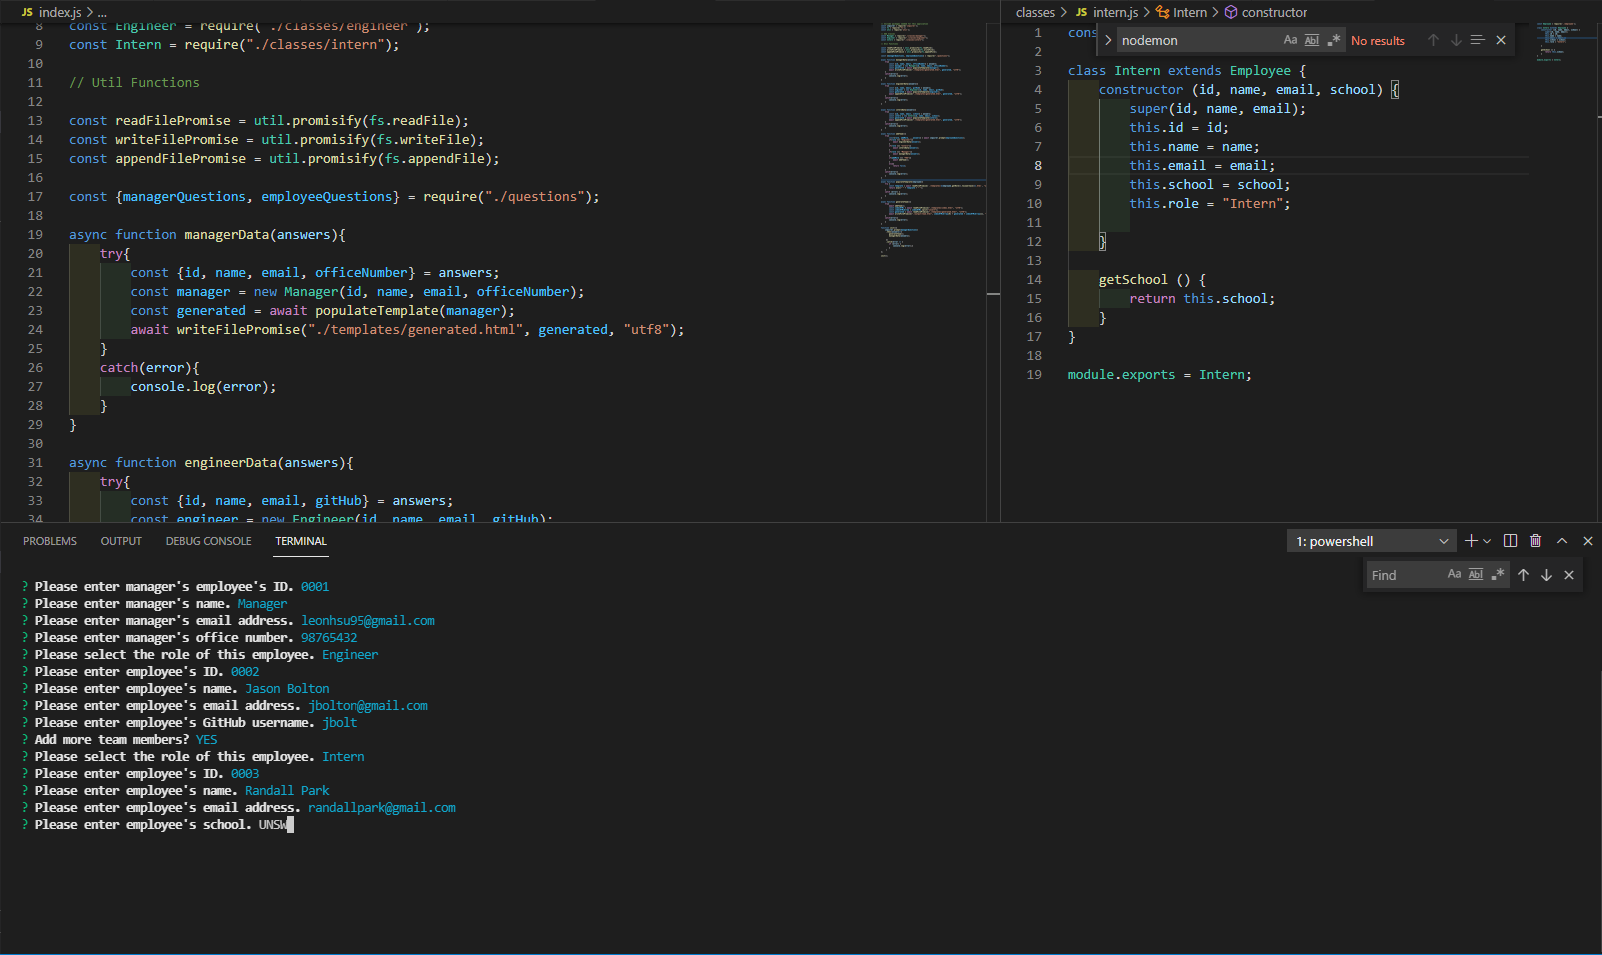 JS index.js > ...
8 const Engineer = require("./classes/engineer");
9 const Intern = require("./classes/intern");
10
11 // Util Functions
12
13 const readFilePromise = util.promisify(fs.readFile);
14 const writeFilePromise = util.promisify(fs.writeFile);
15 const appendFilePromise = util.promisify(fs.appendFile);
16
17 const {managerQuestions, employeeQuestions} = require("./questions");
18
19 async function managerData(answers){
20 try{
21 const {id, name, email, officeNumber} = answers;
22 const manager = new Manager(id, name, email, officeNumber);
23 const generated = await populateTemplate(manager);
24 await writeFilePromise("./templates/generated.html", generated, "utf8");
25 }
26 catch(error){
27 console.log(error);
28 }
29 }
30
31 async function engineerData(answers){
32 try{
33 const {id, name, email, gitHub} = answers;
34 const engineer = new Engineer(id, name, email, gitHub);
classes > JS intern.js > Intern > constructor
nodemon Aa Abl .* No results
1 cons
2
3 class Intern extends Employee {
4 constructor (id, name, email, school) {
5 super(id, name, email);
6 this.id = id;
7 this.name = name;
8 this.email = email;
9 this.school = school;
10 this.role = "Intern";
11
12 }
13
14 getSchool () {
15 return this.school;
16 }
17 }
18
19 module.exports = Intern;
PROBLEMS OUTPUT DEBUG CONSOLE TERMINAL 1: powershell
Find Aa Abl .*
? Please enter manager's employee's ID. 0001
? Please enter manager's name. Manager
? Please enter manager's email address. leonhsu95@gmail.com
? Please enter manager's office number. 98765432
? Please select the role of this employee. Engineer
? Please enter employee's ID. 0002
? Please enter employee's name. Jason Bolton
? Please enter employee's email address. jbolton@gmail.com
? Please enter employee's GitHub username. jbolt
? Add more team members? YES
? Please select the role of this employee. Intern
? Please enter employee's ID. 0003
? Please enter employee's name. Randall Park
? Please enter employee's email address. randallpark@gmail.com
? Please enter employee's school. UNSW